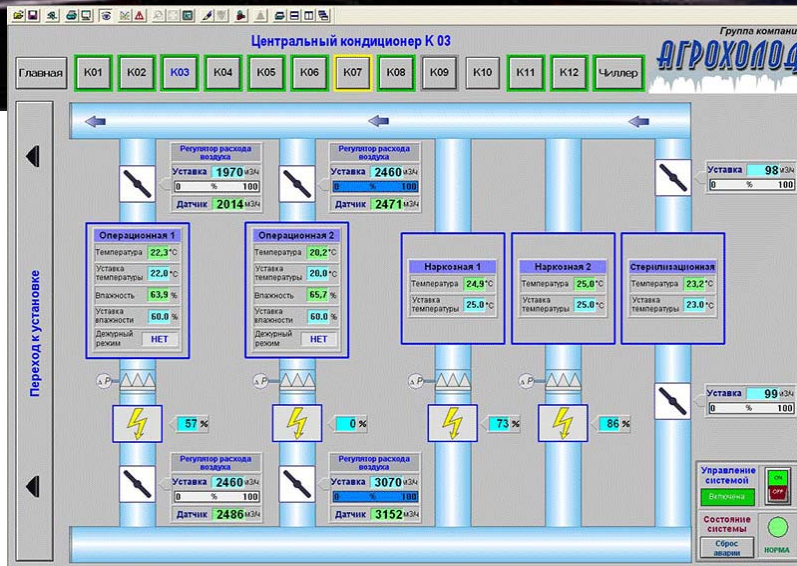 Группа компани
Центральный кондиционер К 03
АГРОХОЛОД
Главная К01 К02 К03 К04 К05 К06 К07 К08 К09 К10 К11 К12 Чиллер
Регулятор расхода
воздуха
Уставка 1970 м3/ч
0 % 100
Датчик 2014 м3/ч
Регулятор расхода
воздуха
Уставка 2460 м3/ч
0 % 100
Датчик 2471 м3/ч
Уставка 98 м3/ч
0 % 100
Переход к установке
Операционная 1
Температура 22,3 °C
Уставка
температуры 22.0 °C
Влажность 63,9 %
Уставка
влажности 60.0 %
Дежурный
режим НЕТ
Операционная 2
Температура 20,2 °C
Уставка
температуры 20.0 °C
Влажность 65,7 %
Уставка
влажности 60.0 %
Дежурный
режим НЕТ
Наркозная 1
Температура 24,9 °C
Уставка
температуры 25.0 °C
Наркозная 2
Температура 25,0 °C
Уставка
температуры 25.0 °C
Стерилизационная
Температура 23,2 °C
Уставка
температуры 23.0 °C
Δ P
Δ P
Δ P
Δ P
57 %
0 %
73 %
86 %
Уставка 99 м3/ч
0 % 100
Регулятор расхода
воздуха
Уставка 2460 м3/ч
0 % 100
Датчик 2486 м3/ч
Регулятор расхода
воздуха
Уставка 3070 м3/ч
0 % 100
Датчик 3152 м3/ч
Управление
системой
Включена
ON
OFF
Состояние
системы
Сброс
аварии
НОРМА